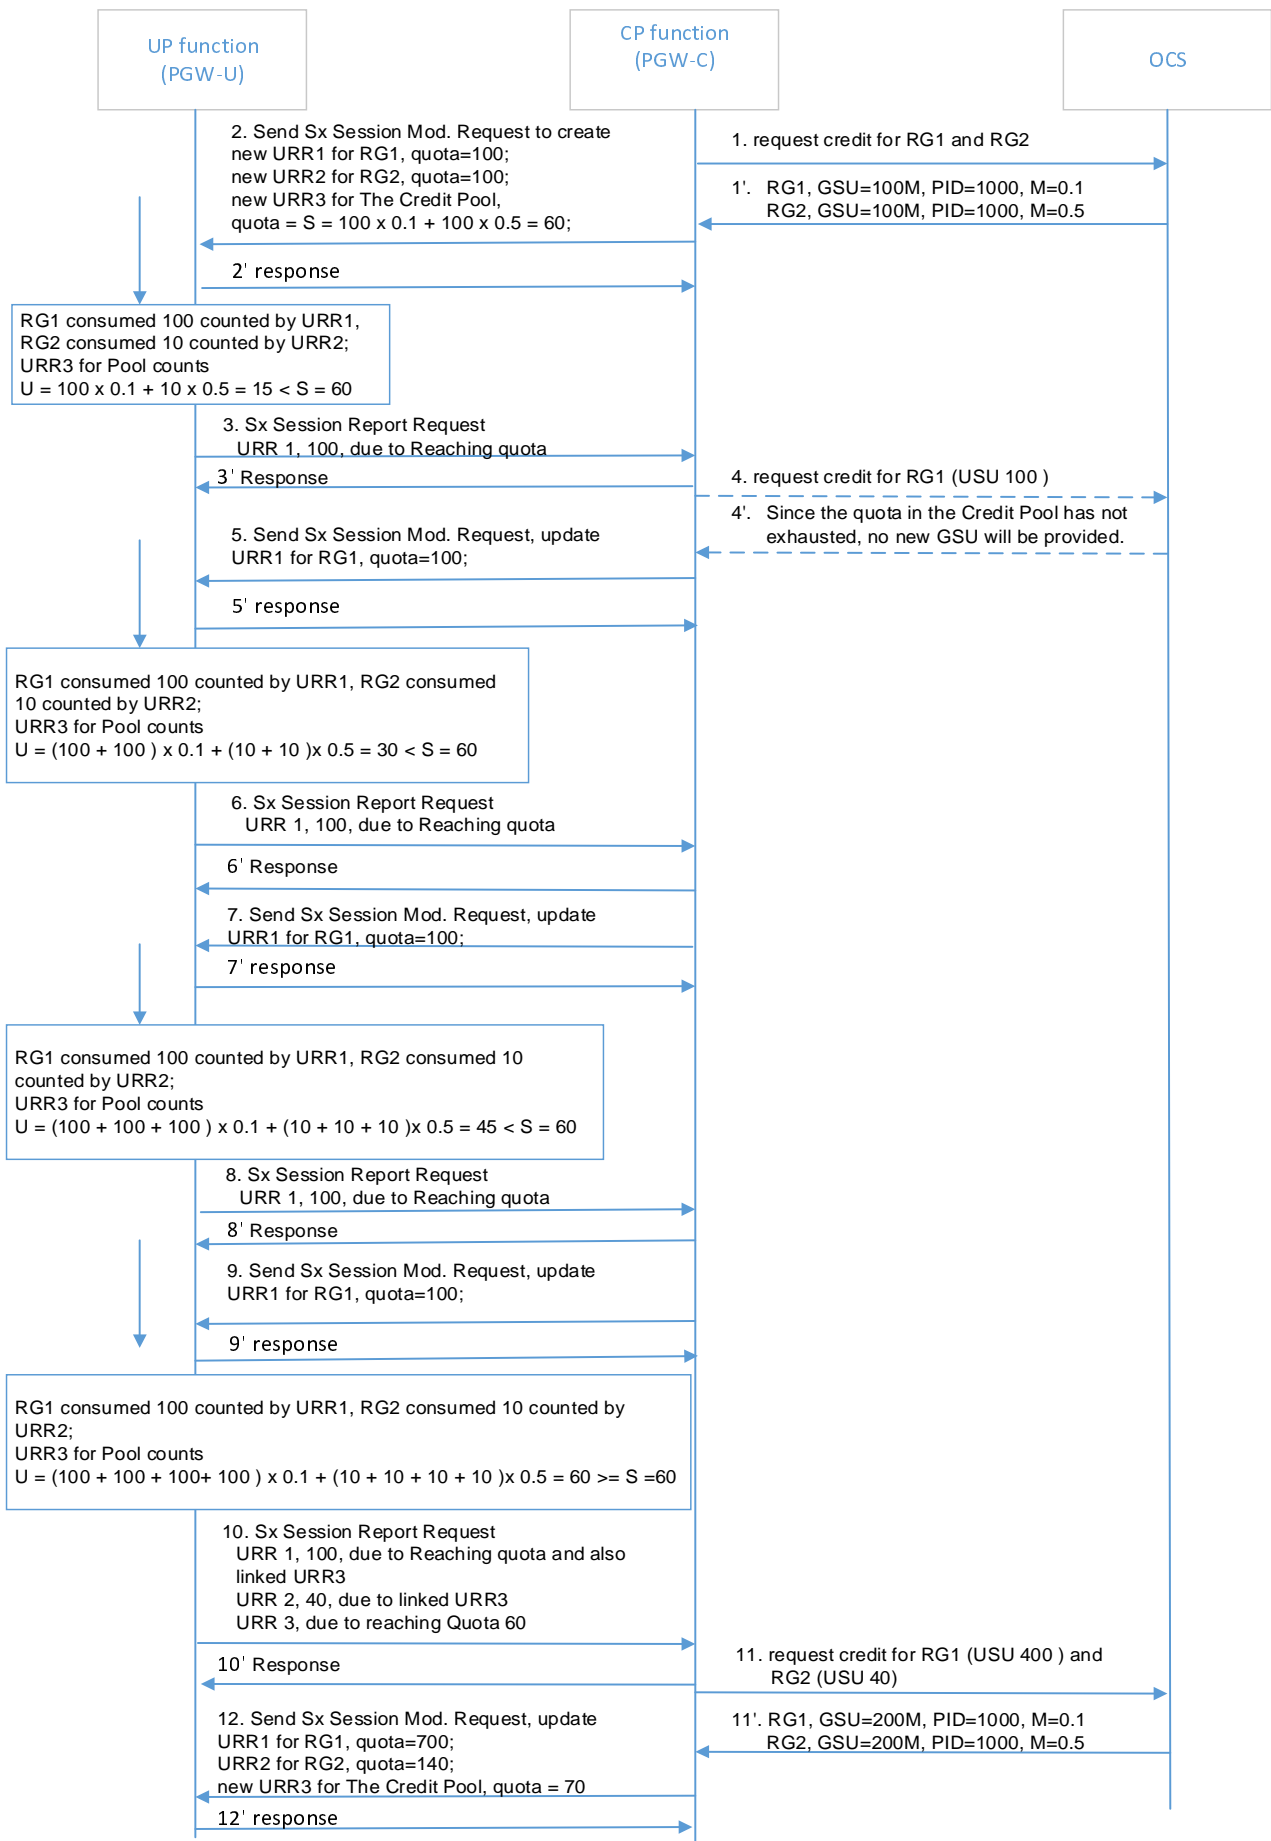 UP function
(PGW-U)
CP function
(PGW-C)
OCS
2. Send Sx Session Mod. Request to create
new URR1 for RG1, quota=100;
new URR2 for RG2, quota=100;
new URR3 for The Credit Pool,
quota = S = 100 x 0.1 + 100 x 0.5 = 60;
1. request credit for RG1 and RG2
1'. RG1, GSU=100M, PID=1000, M=0.1
RG2, GSU=100M, PID=1000, M=0.5
2' response
RG1 consumed 100 counted by URR1,
RG2 consumed 10 counted by URR2;
URR3 for Pool counts
U = 100 x 0.1 + 10 x 0.5 = 15 < S = 60
3. Sx Session Report Request
URR 1, 100, due to Reaching quota
3' Response
4. request credit for RG1 (USU 100 )
4'. Since the quota in the Credit Pool has not
exhausted, no new GSU will be provided.
5. Send Sx Session Mod. Request, update
URR1 for RG1, quota=100;
5' response
RG1 consumed 100 counted by URR1, RG2 consumed
10 counted by URR2;
URR3 for Pool counts
U = (100 + 100 ) x 0.1 + (10 + 10 )x 0.5 = 30 < S = 60
6. Sx Session Report Request
URR 1, 100, due to Reaching quota
6' Response
7. Send Sx Session Mod. Request, update
URR1 for RG1, quota=100;
7' response
RG1 consumed 100 counted by URR1, RG2 consumed 10
counted by URR2;
URR3 for Pool counts
U = (100 + 100 + 100 ) x 0.1 + (10 + 10 + 10 )x 0.5 = 45 < S = 60
8. Sx Session Report Request
URR 1, 100, due to Reaching quota
8' Response
9. Send Sx Session Mod. Request, update
URR1 for RG1, quota=100;
9' response
RG1 consumed 100 counted by URR1, RG2 consumed 10 counted by
URR2;
URR3 for Pool counts
U = (100 + 100 + 100+ 100 ) x 0.1 + (10 + 10 + 10 + 10 )x 0.5 = 60 >= S =60
10. Sx Session Report Request
URR 1, 100, due to Reaching quota and also
linked URR3
URR 2, 40, due to linked URR3
URR 3, due to reaching Quota 60
10' Response
11. request credit for RG1 (USU 400 ) and
RG2 (USU 40)
12. Send Sx Session Mod. Request, update
URR1 for RG1, quota=700;
URR2 for RG2, quota=140;
new URR3 for The Credit Pool, quota = 70
11'. RG1, GSU=200M, PID=1000, M=0.1
RG2, GSU=200M, PID=1000, M=0.5
12' response